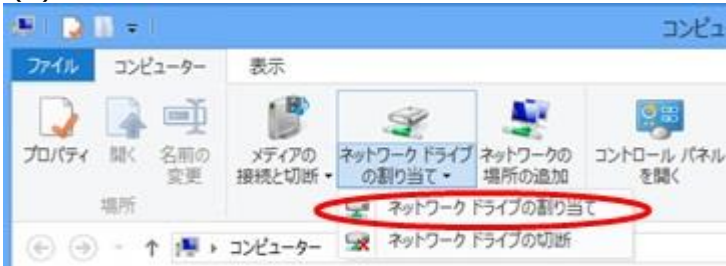 コンピュ
ファイル コンピューター 表示
プロパティ 開く 名前の変更 メディアの接続と切断 ネットワーク ドライブの割り当て ネットワークの場所の追加 コントロール パネルを開く
場所
ネットワーク ドライブの割り当て
コンピューター ネットワーク ドライブの切断